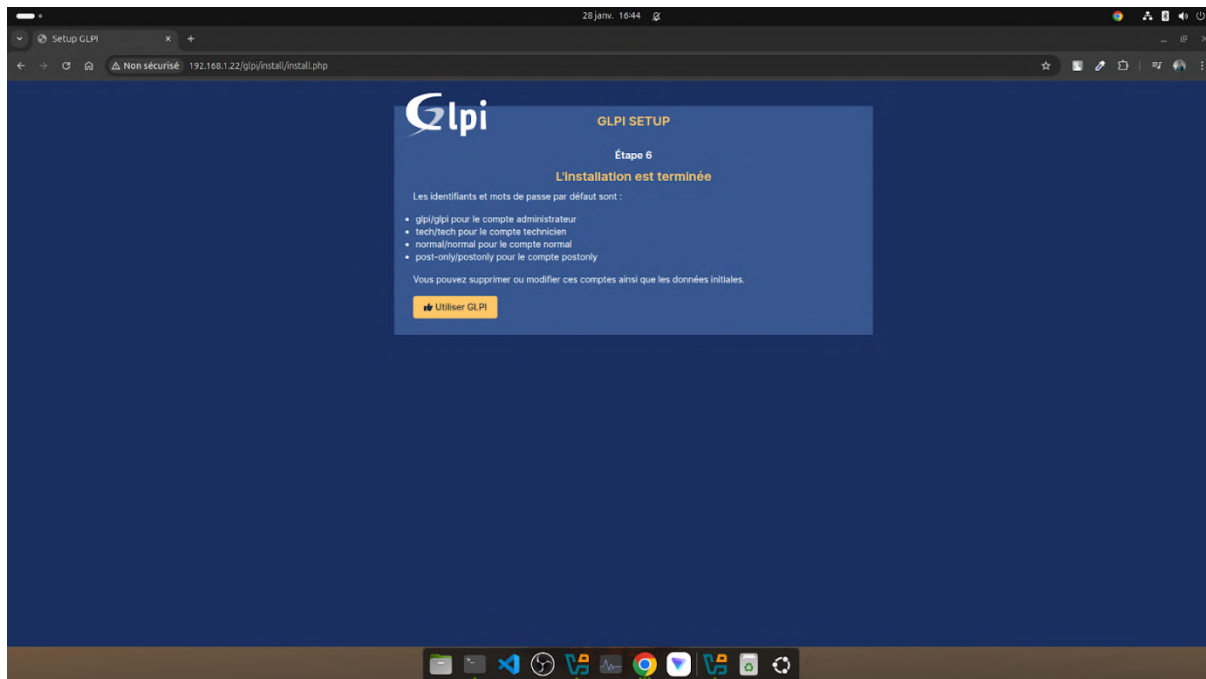 28 janv. 16:44
Setup GLPI
Non sécurisé 192.168.1.22/glpi/install/install.php
Glpi
GLPI SETUP
Étape 6
L'installation est terminée
Les identifiants et mots de passe par défaut sont :
glpi/glpi pour le compte administrateur
tech/tech pour le compte technicien
normal/normal pour le compte normal
post-only/postonly pour le compte postonly
Vous pouvez supprimer ou modifier ces comptes ainsi que les données initiales.
Utiliser GLPI